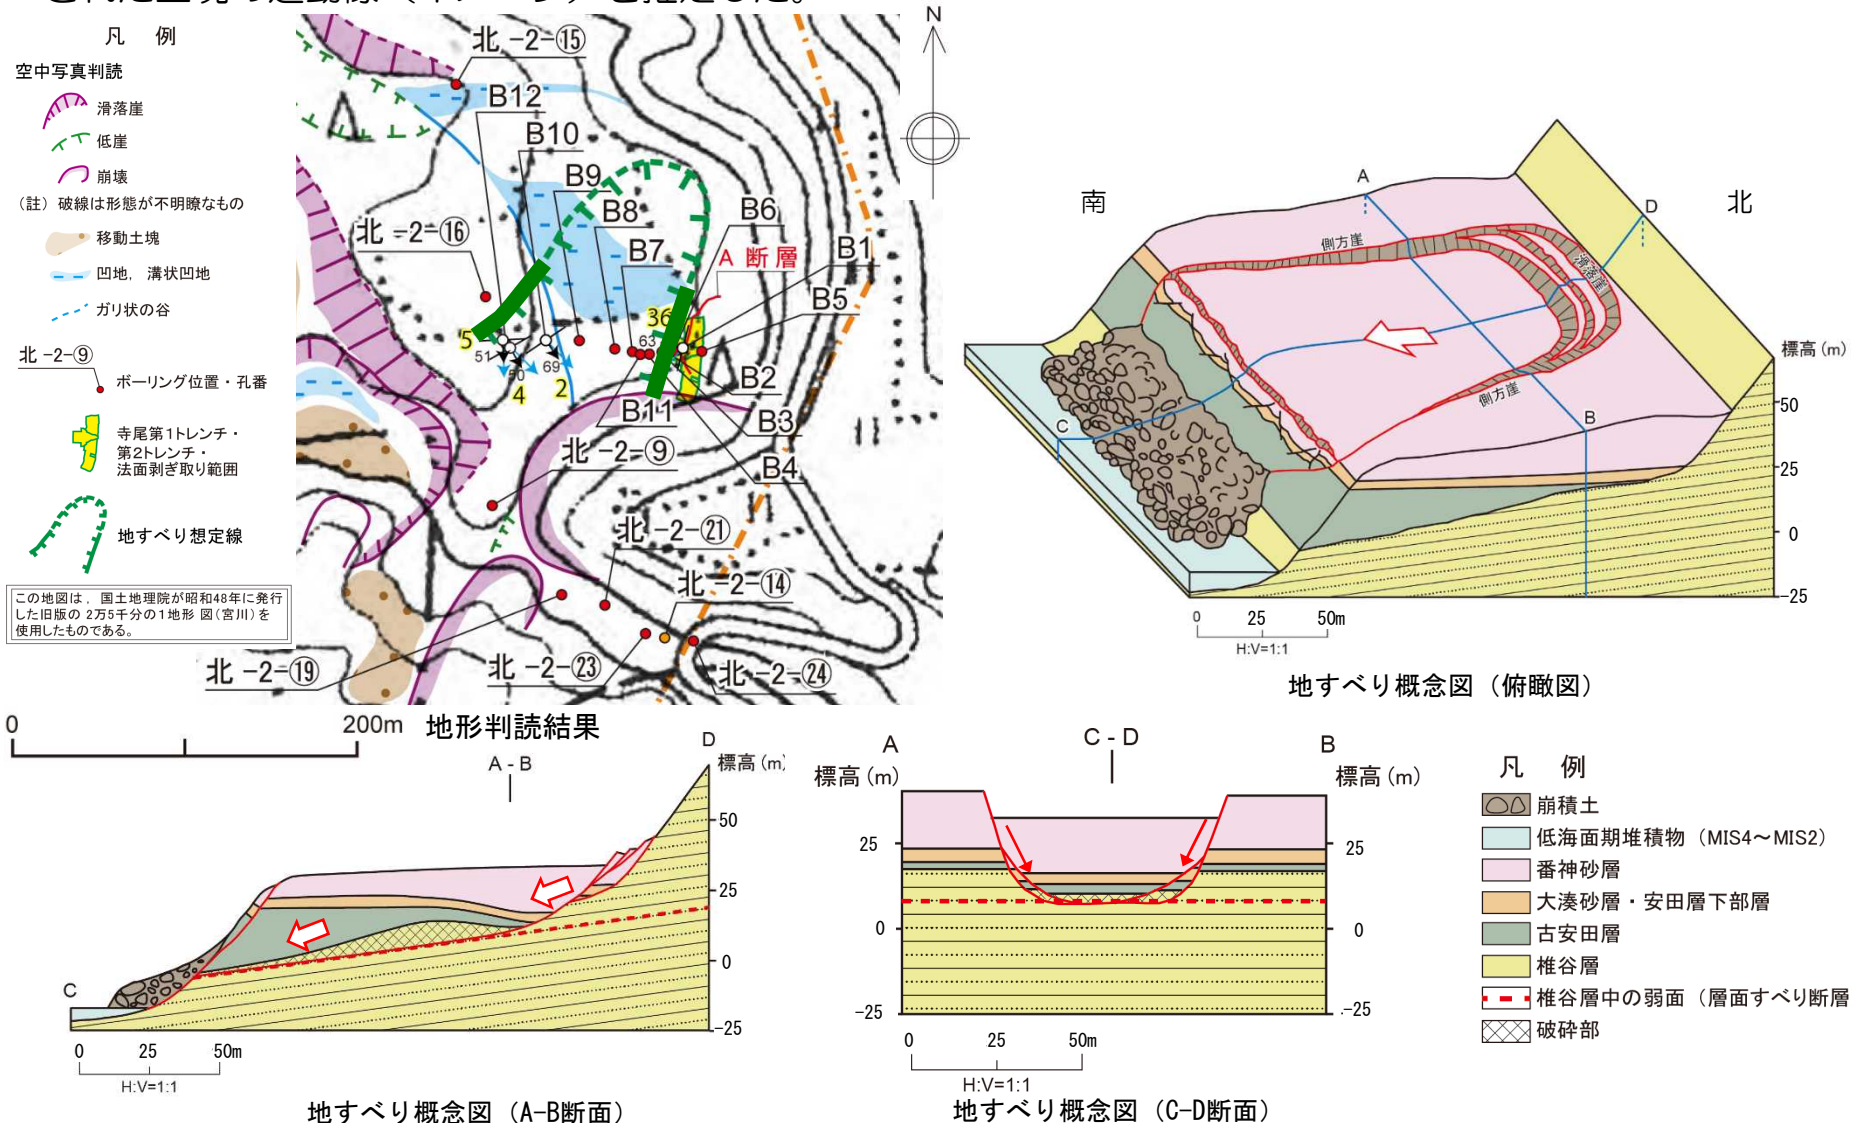 凡　例
空中写真判読
滑落崖
低崖
崩壊
（註）破線は形態が不明瞭なもの
移動土塊
凹地，溝状凹地
ガリ状の谷
北-2-⑨
ボーリング位置・孔番
寺尾第1トレンチ・
第2トレンチ・
法面剥ぎ取り範囲
地すべり想定線
この地図は，国土地理院が昭和48年に発行
した旧版の 2万5千分の1地形 図(宮川)を
使用したものである。
北-2-⑮
B12
B10
B9
B8
B7
B6
A 断層
B1
B5
北-2-⑯
36
63
5
51
50
69
4
2
B2
B11
B3
B4
北-2-⑨
北-2-㉑
北-2-⑭
北-2-⑲
北-2-㉓
北-2-㉔
N
0
200m
地形判読結果
南
北
A
D
側方崖
滑落崖
側方崖
B
C
標高(m)
50
25
0
-25
0 25 50m
H:V=1:1
地すべり概念図（俯瞰図）
A-B
D
標高(m)
50
25
0
-25
C
0 25 50m
H:V=1:1
地すべり概念図（A-B断面）
A
C-D
B
標高(m)
標高(m)
25
25
0
0
-25
-25
0 25 50m
H:V=1:1
地すべり概念図（C-D断面）
凡　例
崩積土
低海面期堆積物（MIS4～MIS2）
番神砂層
大湊砂層・安田層下部層
古安田層
椎谷層
椎谷層中の弱面（層面すべり断層
破砕部